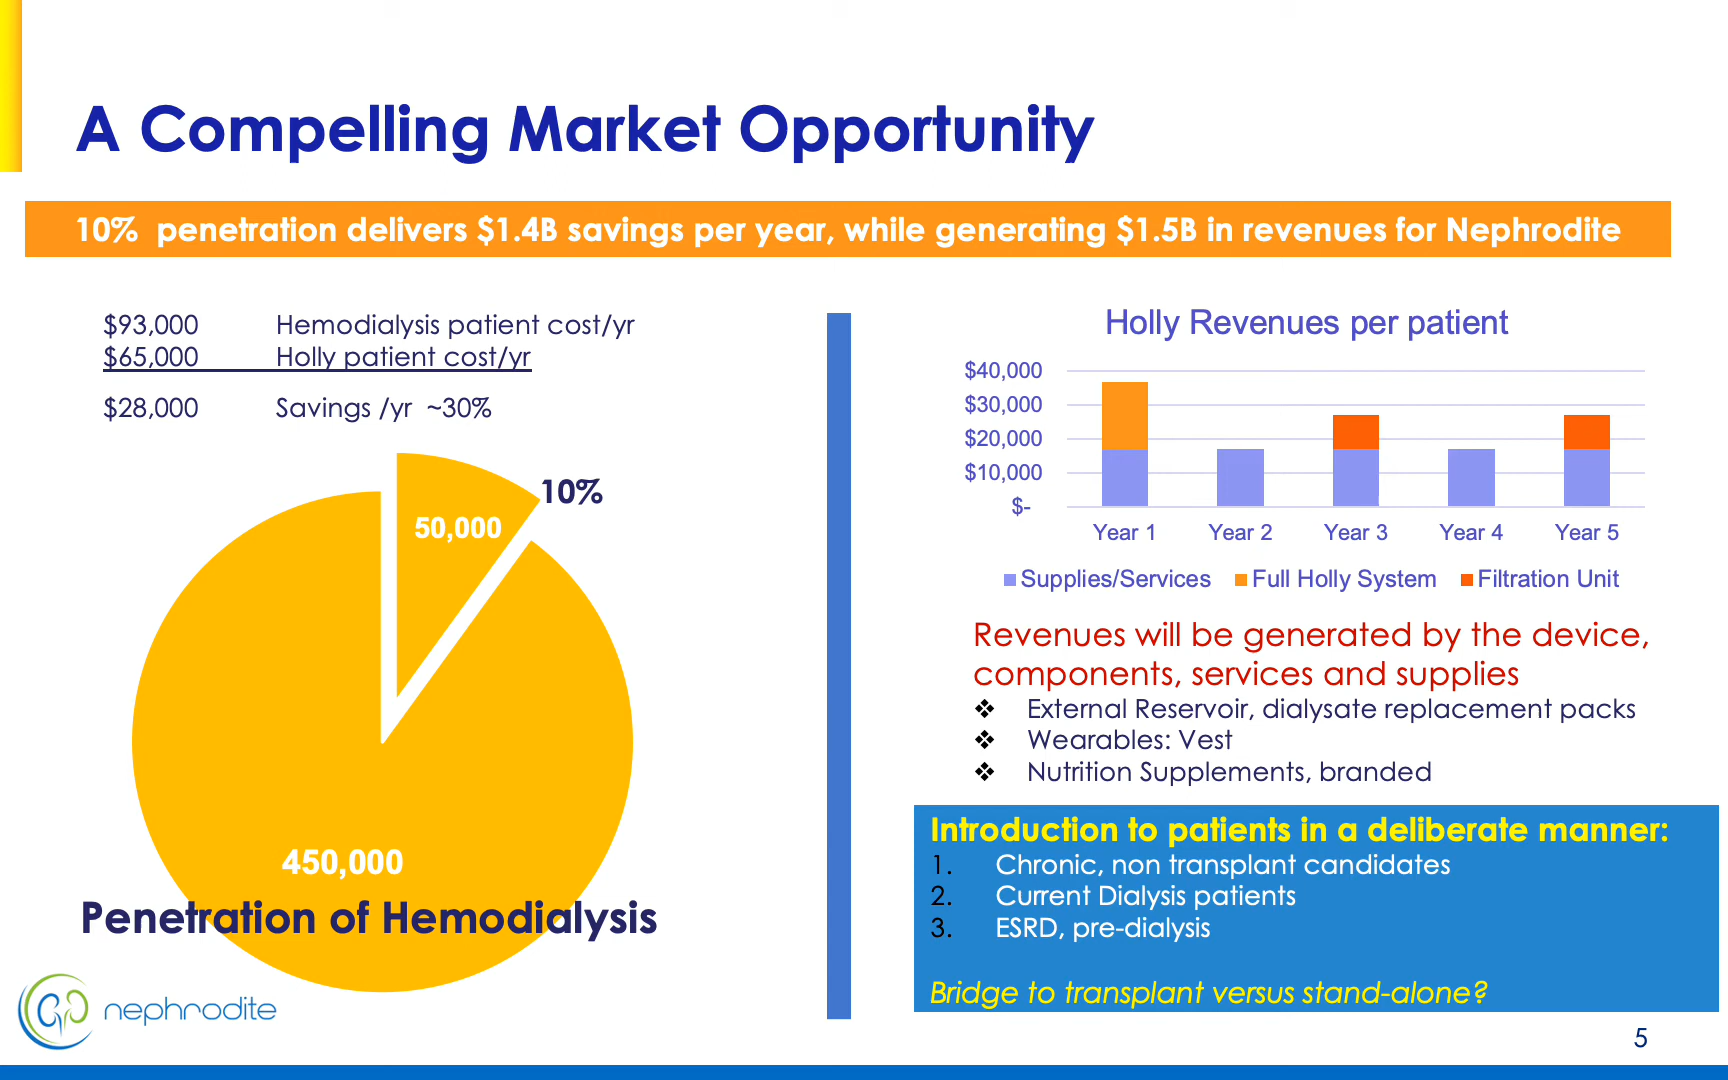 A Compelling Market Opportunity
10% penetration delivers $1.4B savings per year, while generating $1.5B in revenues for Nephrodite
$93,000 Hemodialysis patient cost/yr
$65,000 Holly patient cost/yr
$28,000 Savings /yr ~30%
10%
50,000
450,000
Penetration of Hemodialysis
nephrodite
Holly Revenues per patient
$40,000
$30,000
$20,000
$10,000
$-
Year 1 Year 2 Year 3 Year 4 Year 5
Supplies/Services Full Holly System Filtration Unit
Revenues will be generated by the device,
components, services and supplies
❖ External Reservoir, dialysate replacement packs
❖ Wearables: Vest
❖ Nutrition Supplements, branded
Introduction to patients in a deliberate manner:
1. Chronic, non transplant candidates
2. Current Dialysis patients
3. ESRD, pre-dialysis
Bridge to transplant versus stand-alone?
5